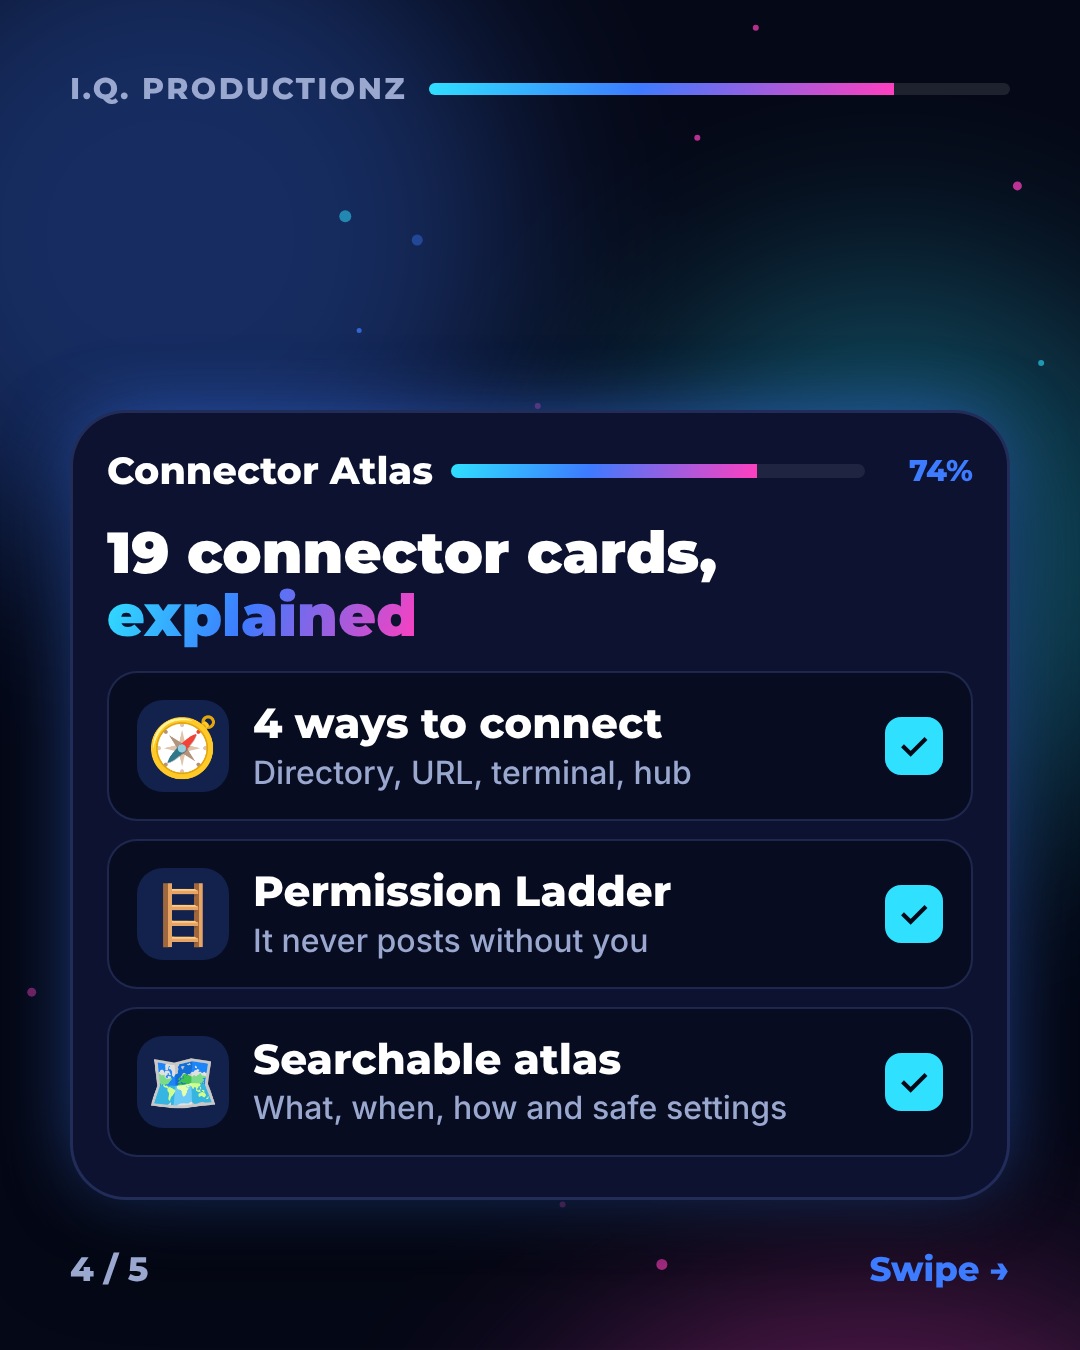 I.Q. PRODUCTIONZ
Connector Atlas
74%
19 connector cards,
explained
4 ways to connect
Directory, URL, terminal, hub
Permission Ladder
It never posts without you
Searchable atlas
What, when, how and safe settings
4 / 5
Swipe →